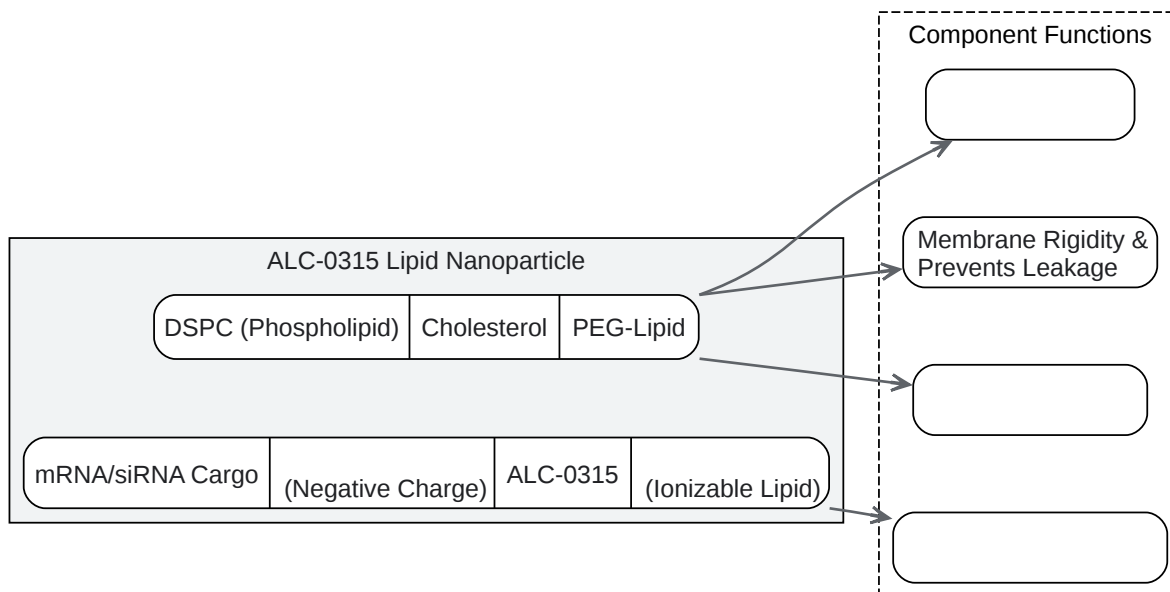 Component Functions
Membrane Rigidity &
Prevents Leakage
ALC-0315 Lipid Nanoparticle
DSPC (Phospholipid)
Cholesterol
PEG-Lipid
mRNA/siRNA Cargo
(Negative Charge)
ALC-0315
(Ionizable Lipid)